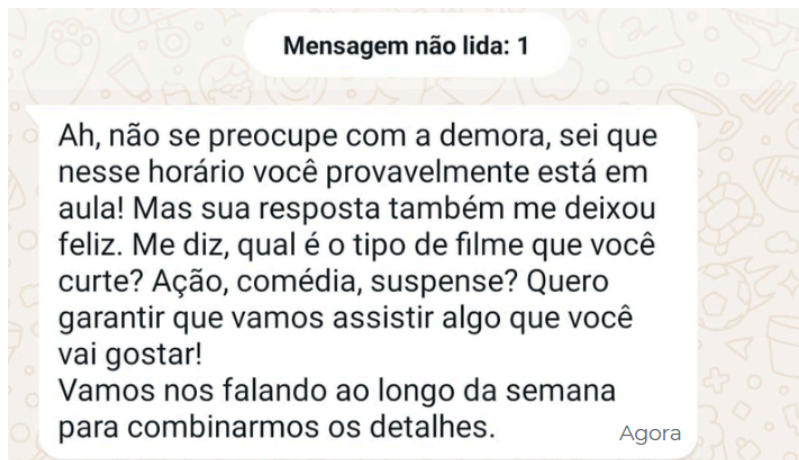 Mensagem não lida: 1
Ah, não se preocupe com a demora, sei que
nesse horário você provavelmente está em
aula! Mas sua resposta também me deixou
feliz. Me diz, qual é o tipo de filme que você
curte? Ação, comédia, suspense? Quero
garantir que vamos assistir algo que você
vai gostar!
Vamos nos falando ao longo da semana
para combinarmos os detalhes.
Agora